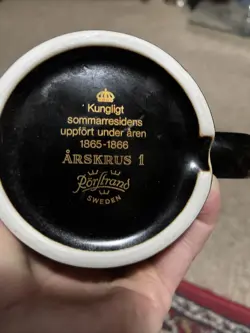 Kungligt
sommarresidens
uppfört under åren
1865-1866
ÅRSKRUS 1
Rörstrand
SWEDEN